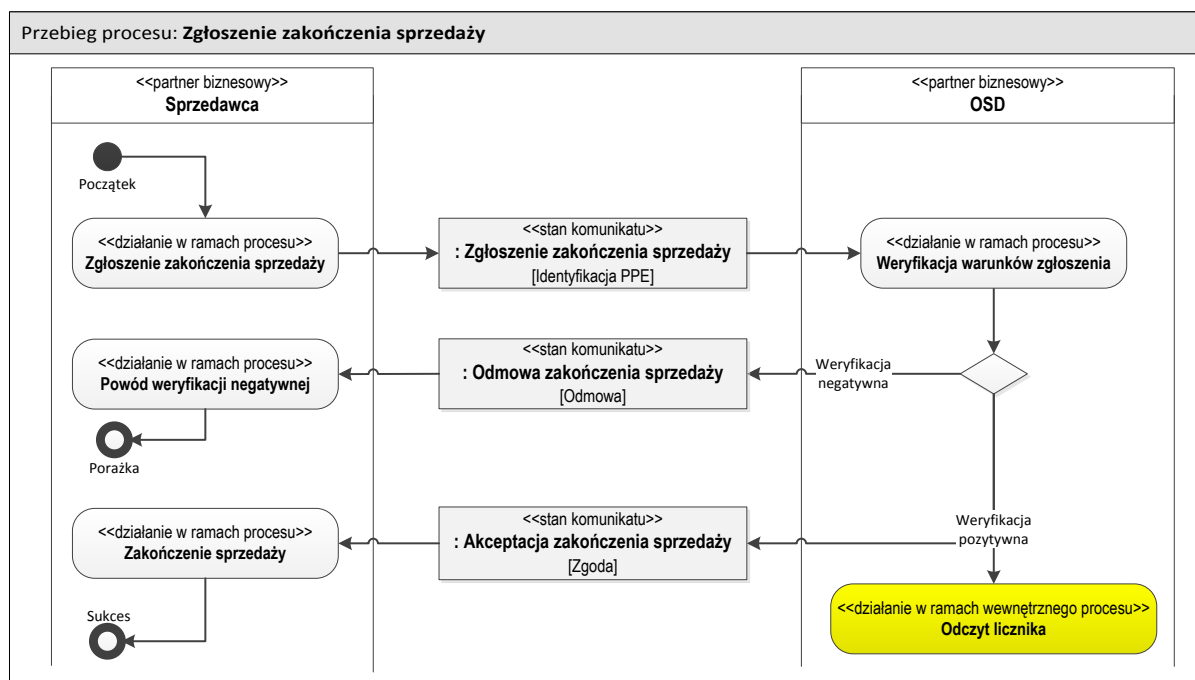 Przebieg procesu: Zgłoszenie zakończenia sprzedaży
<<partner biznesowy>>
Sprzedawca
<<partner biznesowy>>
OSD
Początek
<<działanie w ramach procesu>>
Zgłoszenie zakończenia sprzedaży
<<stan komunikatu>>
: Zgłoszenie zakończenia sprzedaży
[Identyfikacja PPE]
<<działanie w ramach procesu>>
Weryfikacja warunków zgłoszenia
<<działanie w ramach procesu>>
Powód weryfikacji negatywnej
<<stan komunikatu>>
: Odmowa zakończenia sprzedaży
[Odmowa]
Weryfikacja
negatywna
Porażka
<<działanie w ramach procesu>>
Zakończenie sprzedaży
<<stan komunikatu>>
: Akceptacja zakończenia sprzedaży
[Zgoda]
Weryfikacja
pozytywna
Sukces
<<działanie w ramach wewnętrznego procesu>>
Odczyt licznika